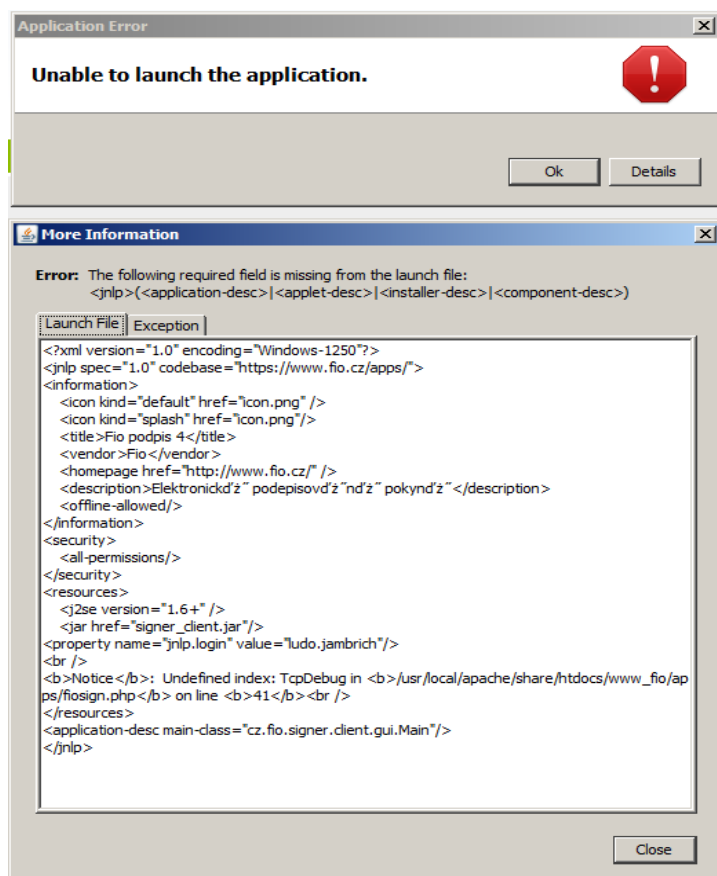 Application Error
Unable to launch the application.
Ok
Details
More Information
Error: The following required field is missing from the launch file:
<jnlp>(<application-desc>|<applet-desc>|<installer-desc>|<component-desc>)
Launch File
Exception
<?xml version="1.0" encoding="Windows-1250"?>
<jnlp spec="1.0" codebase="https://www.fio.cz/apps/">
<information>
<icon kind="default" href="icon.png" />
<icon kind="splash" href="icon.png"/>
<title>Fio podpis 4</title>
<vendor>Fio</vendor>
<homepage href="http://www.fio.cz/" />
<description>Elektronickďż˝ podepisovďż˝nďż˝ pokynďż˝</description>
<offline-allowed/>
</information>
<security>
<all-permissions/>
</security>
<resources>
<j2se version="1.6+" />
<jar href="signer_client.jar"/>
<property name="jnlp.login" value="ludo.jambrich"/>
<br />
<b>Notice</b>:  Undefined index: TcpDebug in <b>/usr/local/apache/share/htdocs/www_fio/ap
ps/fiosign.php</b> on line <b>41</b><br />
</resources>
<application-desc main-class="cz.fio.signer.client.gui.Main"/>
</jnlp>
Close